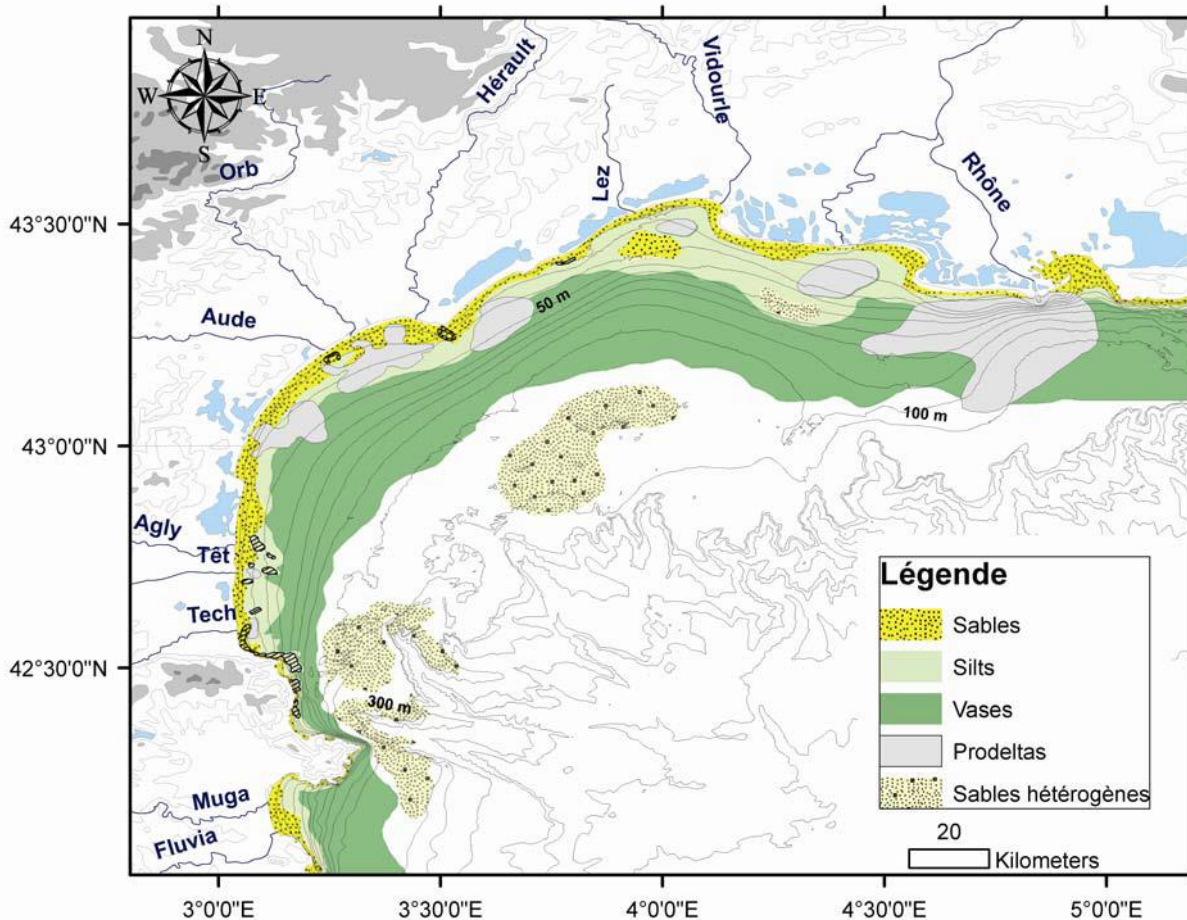 N
W
E
S
Orb
Hérault
Lez
Vidourle
Rhône
43°30'0"N
50 m
Aude
100 m
43°0'0"N
Agly
Têt
Tech
42°30'0"N
300 m
Muga
Fluvia
Légende
Sables
Silts
Vases
Prodeltas
Sables hétérogènes
20
Kilometers
3°0'0"E
3°30'0"E
4°0'0"E
4°30'0"E
5°0'0"E